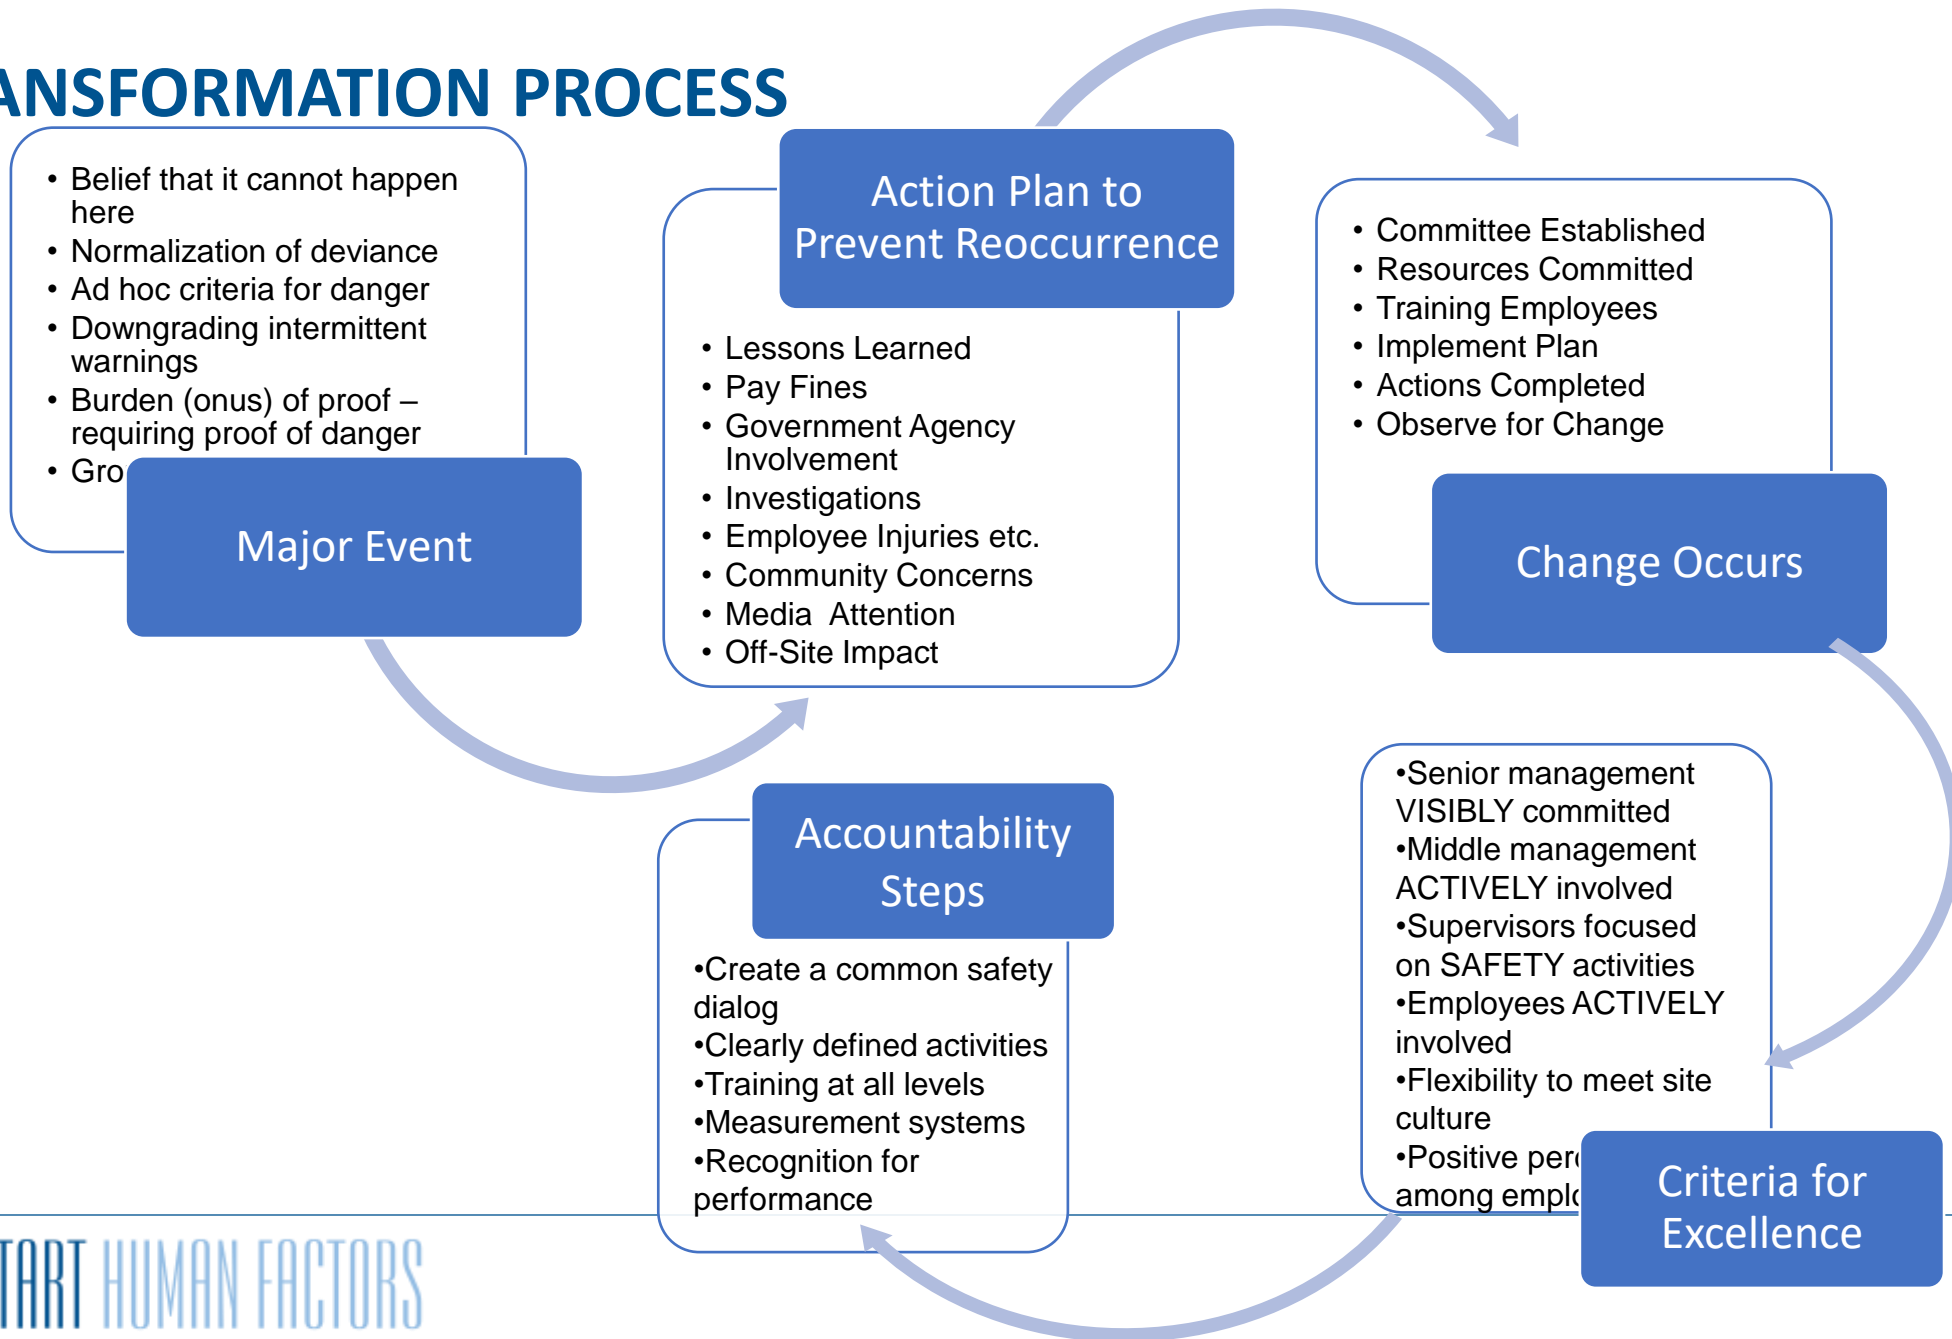 ANSFORMATION PROCESS
• Belief that it cannot happen
here
• Normalization of deviance
• Ad hoc criteria for danger
• Downgrading intermittent
warnings
• Burden (onus) of proof –
requiring proof of danger
• Gro
Major Event
Action Plan to
Prevent Reoccurrence
• Lessons Learned
• Pay Fines
• Government Agency
Involvement
• Investigations
• Employee Injuries etc.
• Community Concerns
• Media  Attention
• Off-Site Impact
• Committee Established
• Resources Committed
• Training Employees
• Implement Plan
• Actions Completed
• Observe for Change
Change Occurs
•Senior management
VISIBLY committed
•Middle management
ACTIVELY involved
•Supervisors focused
on SAFETY activities
•Employees ACTIVELY
involved
•Flexibility to meet site
culture
•Positive per
among empl
Criteria for
Excellence
Accountability
Steps
•Create a common safety
dialog
•Clearly defined activities
•Training at all levels
•Measurement systems
•Recognition for
performance
TART HUMAN FACTORS